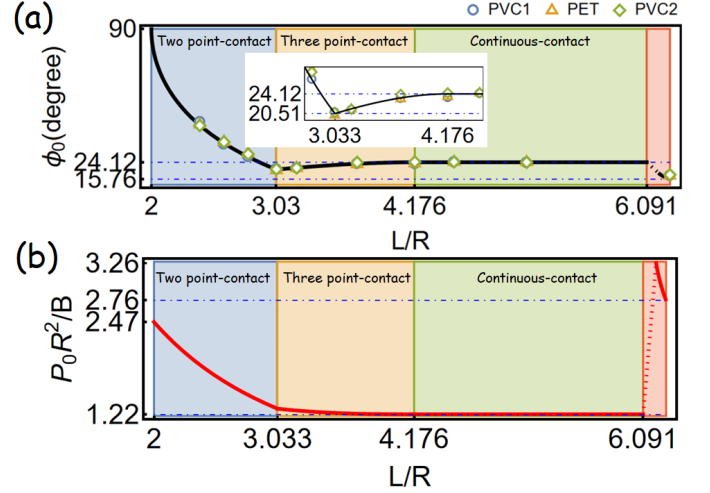 PVC1 PET PVC2
(a)
Two point-contact Three point-contact Continuous-contact
90
24.12
15.76
ϕ₀(degree)
24.12
20.51
3.033 4.176
2 3.03 4.176 6.091
L/R
(b)
Two point-contact Three point-contact Continuous-contact
3.26
2.76
2.47
1.22
P₀R²/B
2 3.033 4.176 6.091
L/R